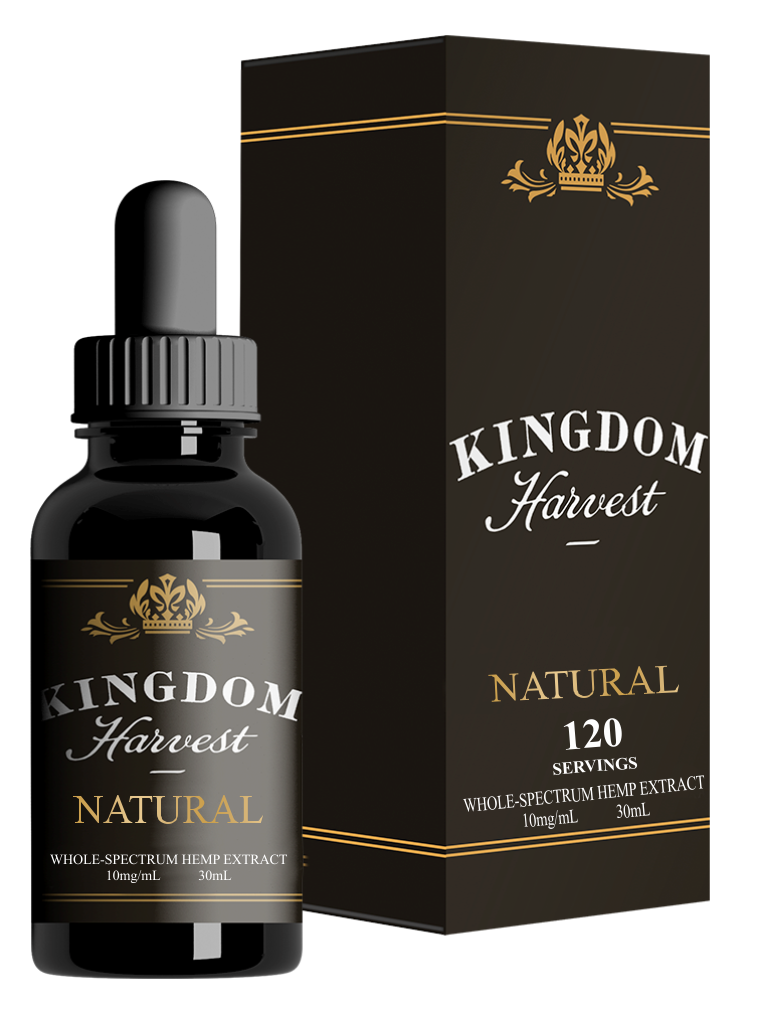 KINGDOM
Harvest
NATURAL
120
SERVINGS
WHOLE-SPECTRUM HEMP EXTRACT
10mg/mL 30mL
KINGDOM
Harvest
NATURAL
WHOLE-SPECTRUM HEMP EXTRACT
10mg/mL 30mL